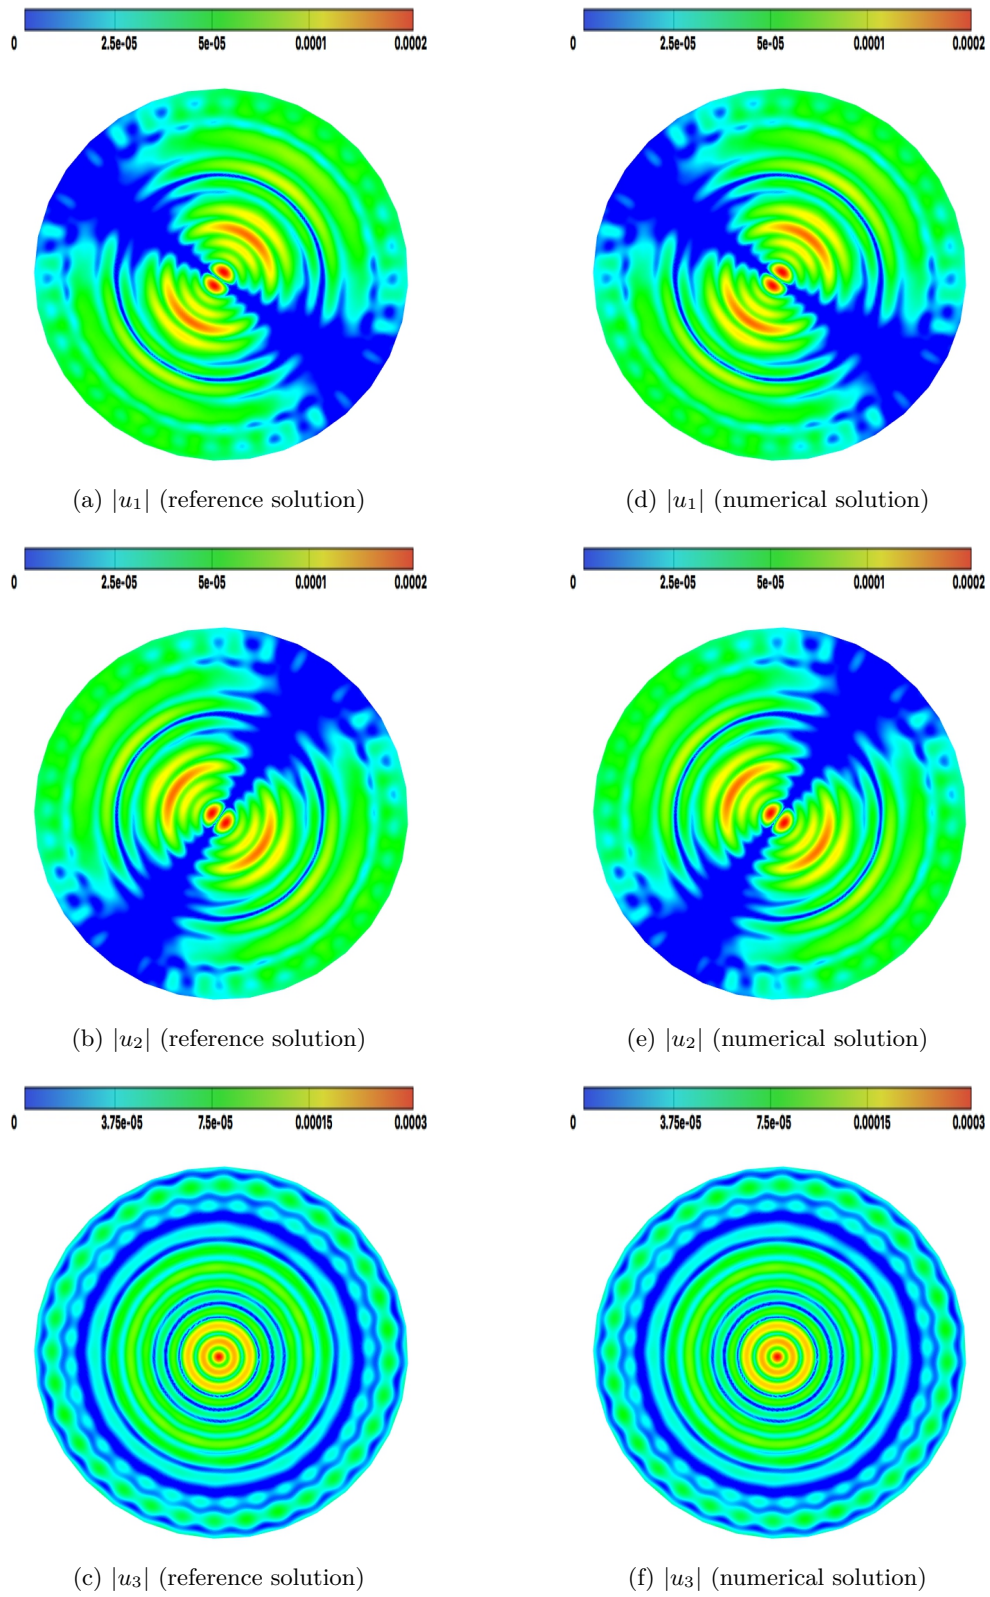 0 2.5e-05 5e-05 0.0001 0.0002
0 2.5e-05 5e-05 0.0001 0.0002
(a) |u₁| (reference solution)
(d) |u₁| (numerical solution)
0 2.5e-05 5e-05 0.0001 0.0002
0 2.5e-05 5e-05 0.0001 0.0002
(b) |u₂| (reference solution)
(e) |u₂| (numerical solution)
0 3.75e-05 7.5e-05 0.00015 0.0003
0 3.75e-05 7.5e-05 0.00015 0.0003
(c) |u₃| (reference solution)
(f) |u₃| (numerical solution)